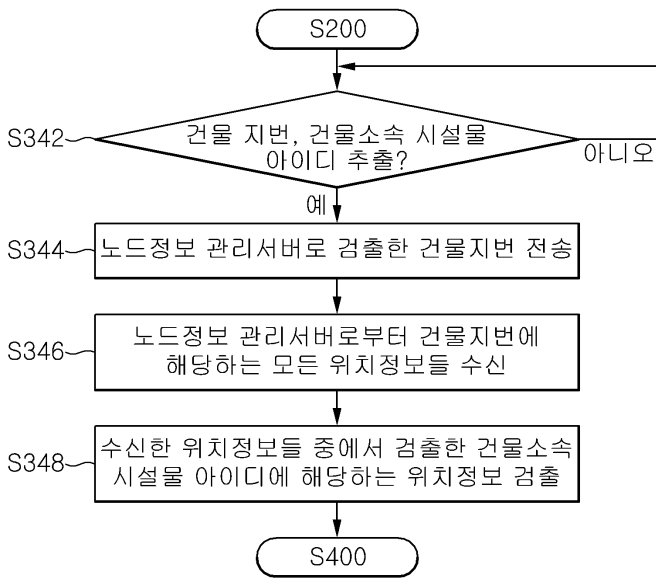 S200
S342
건물 지번, 건물소속 시설물
아이디 추출?
아니오
예
S344
노드정보 관리서버로 검출한 건물지번 전송
S346
노드정보 관리서버로부터 건물지번에
해당하는 모든 위치정보들 수신
S348
수신한 위치정보들 중에서 검출한 건물소속
시설물 아이디에 해당하는 위치정보 검출
S400